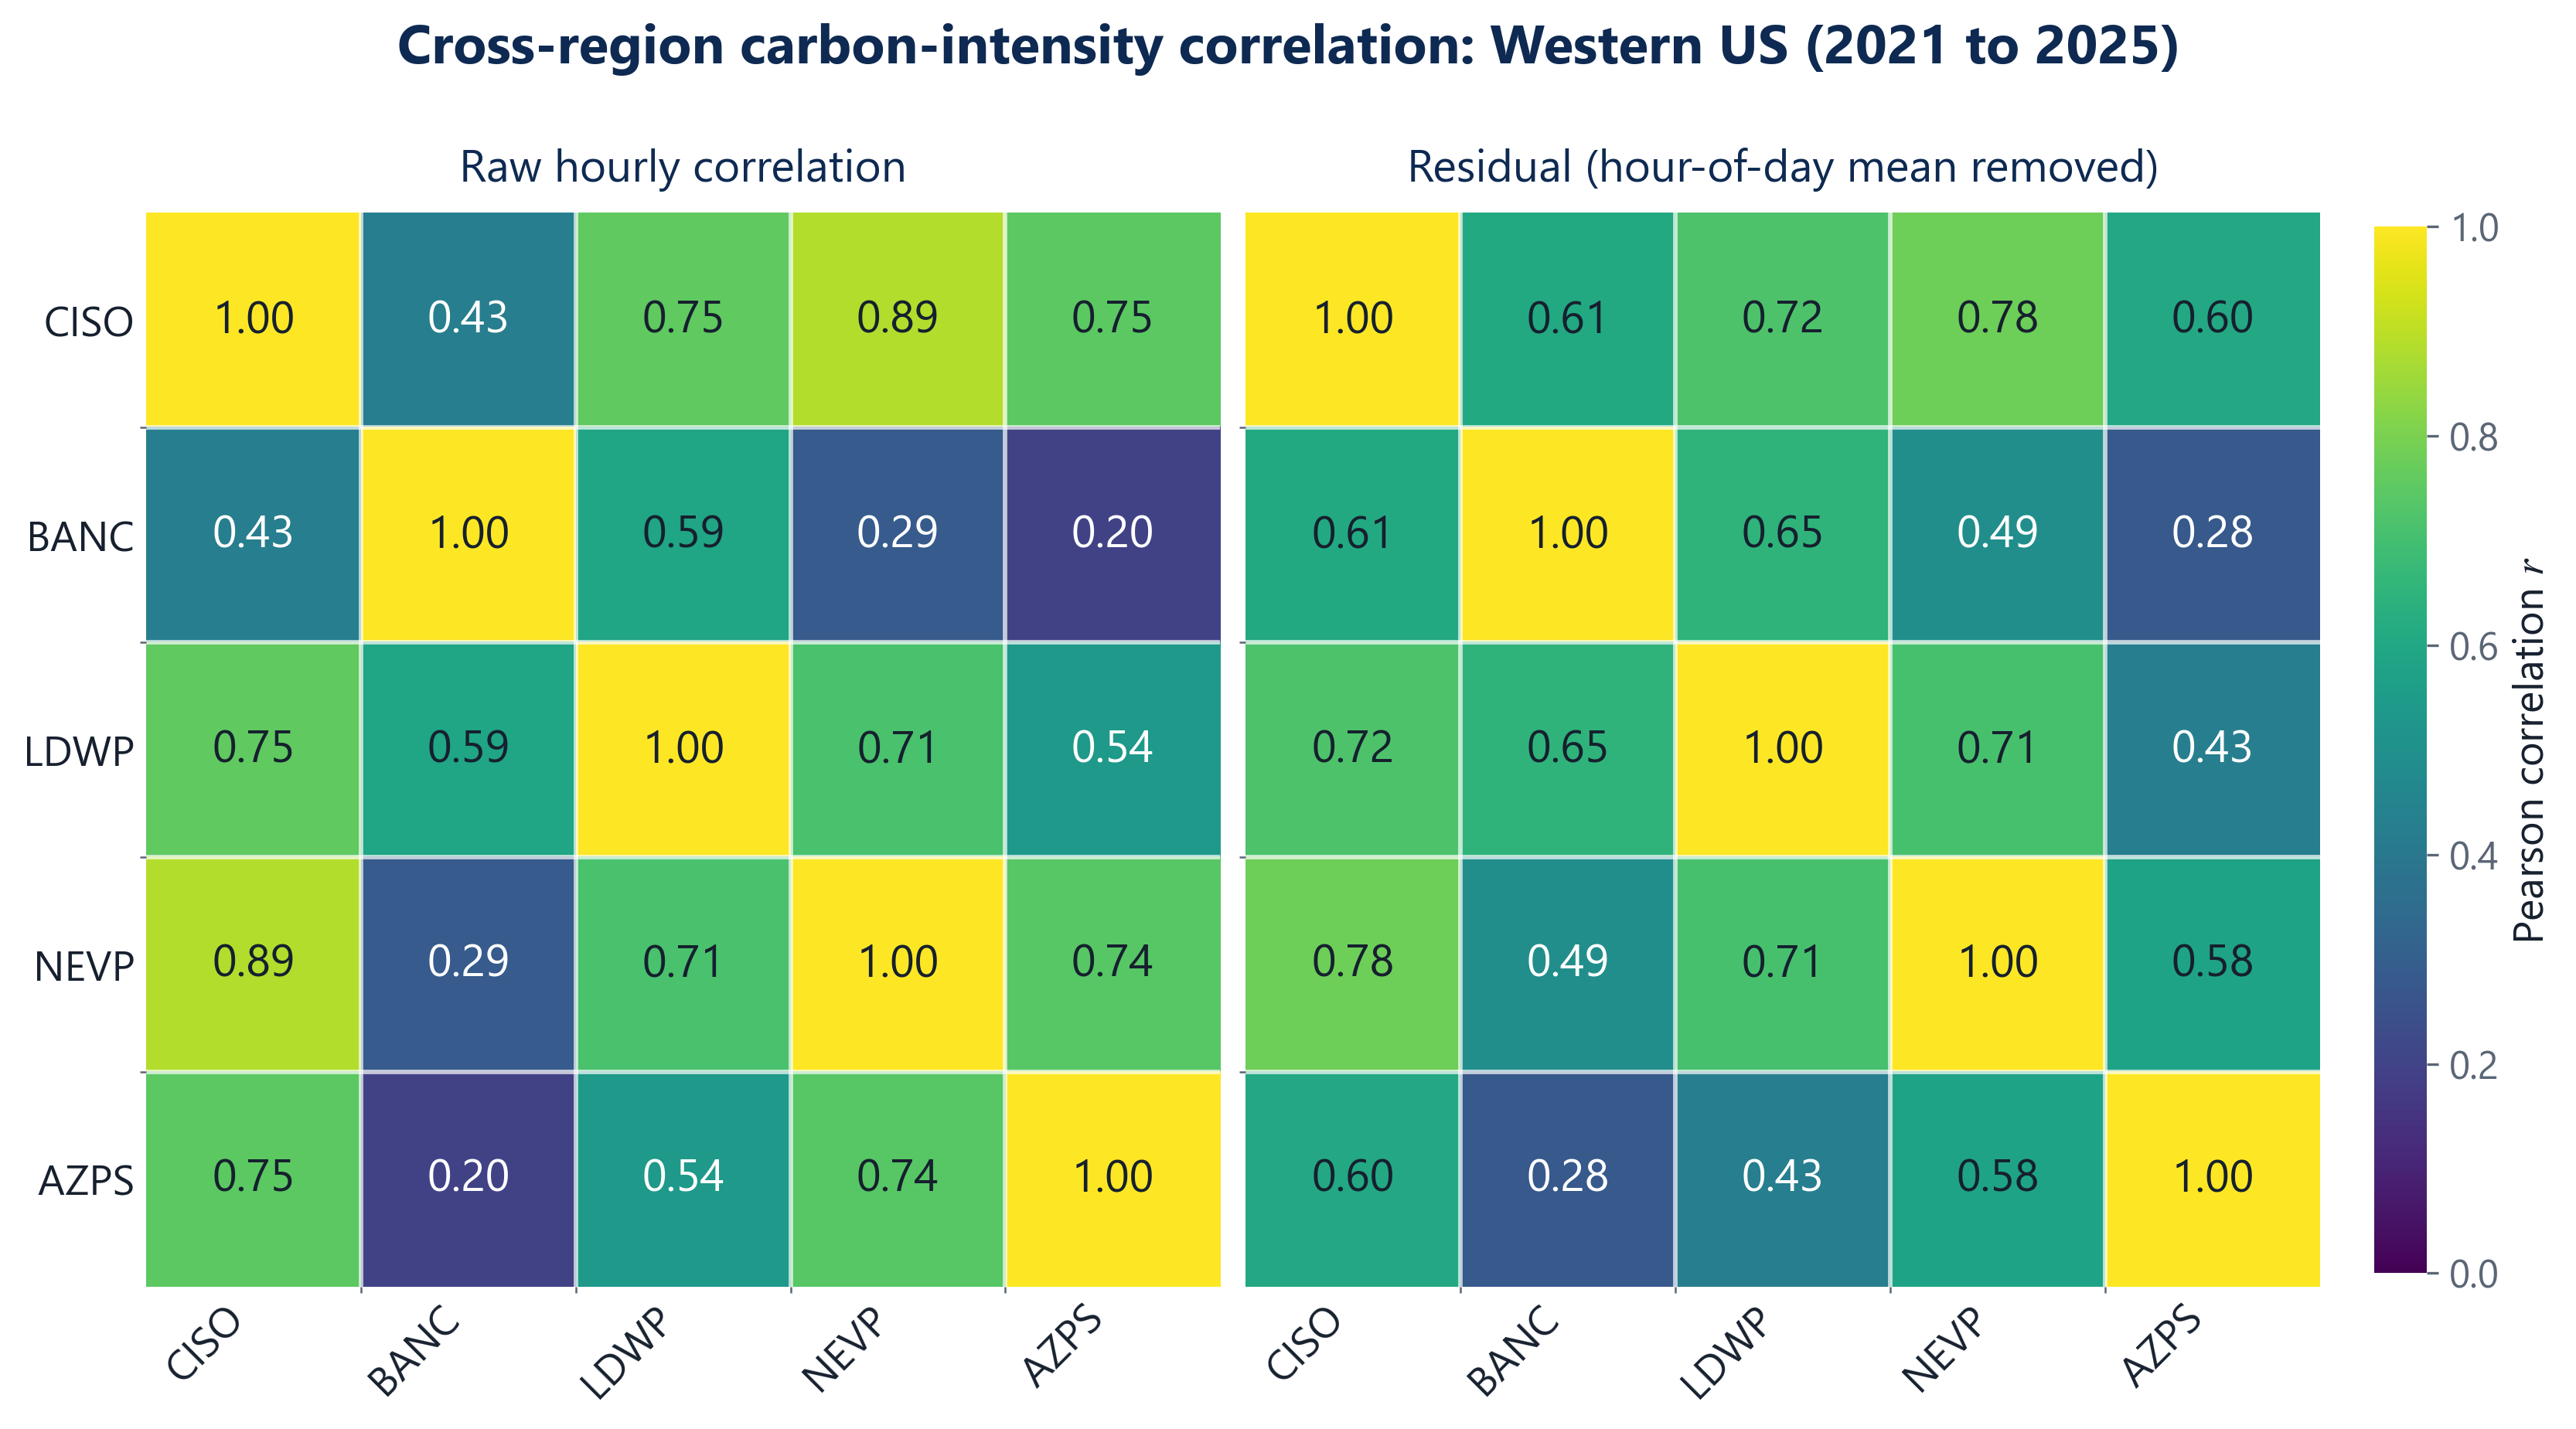 Cross-region carbon-intensity correlation: Western US (2021 to 2025)
Raw hourly correlation
Residual (hour-of-day mean removed)
CISO 1.00 0.43 0.75 0.89 0.75
BANC 0.43 1.00 0.59 0.29 0.20
LDWP 0.75 0.59 1.00 0.71 0.54
NEVP 0.89 0.29 0.71 1.00 0.74
AZPS 0.75 0.20 0.54 0.74 1.00
CISO BANC LDWP NEVP AZPS
1.00 0.61 0.72 0.78 0.60
0.61 1.00 0.65 0.49 0.28
0.72 0.65 1.00 0.71 0.43
0.78 0.49 0.71 1.00 0.58
0.60 0.28 0.43 0.58 1.00
CISO BANC LDWP NEVP AZPS
1.0
0.8
0.6
0.4
0.2
0.0
Pearson correlation r